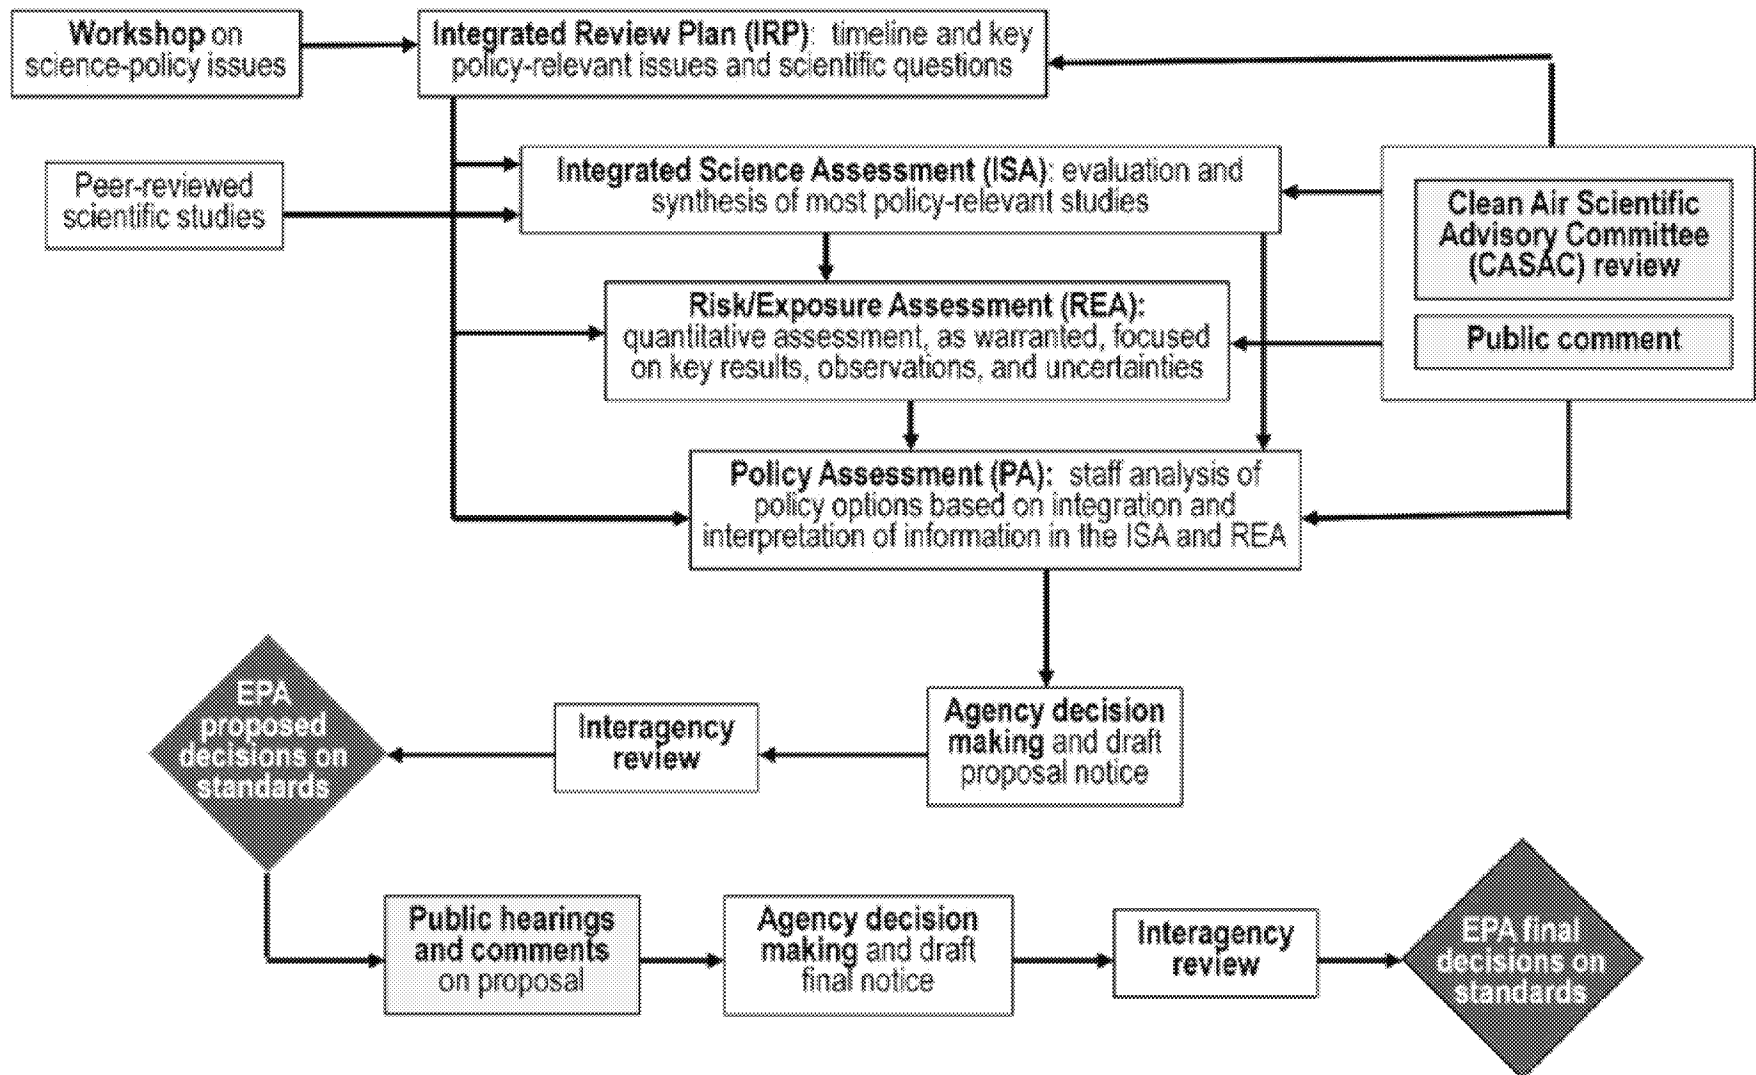 Workshop on
science-policy issues
Integrated Review Plan (IRP): timeline and key
policy-relevant issues and scientific questions
Peer-reviewed
scientific studies
Integrated Science Assessment (ISA): evaluation and
synthesis of most policy-relevant studies
Clean Air Scientific
Advisory Committee
(CASAC) review
Public comment
Risk/Exposure Assessment (REA):
quantitative assessment, as warranted, focused
on key results, observations, and uncertainties
Policy Assessment (PA): staff analysis of
policy options based on integration and
interpretation of information in the ISA and REA
Agency decision
making and draft
proposal notice
Interagency
review
EPA
proposed
decisions on
standards
Public hearings
and comments
on proposal
Agency decision
making and draft
final notice
Interagency
review
EPA final
decisions on
standards